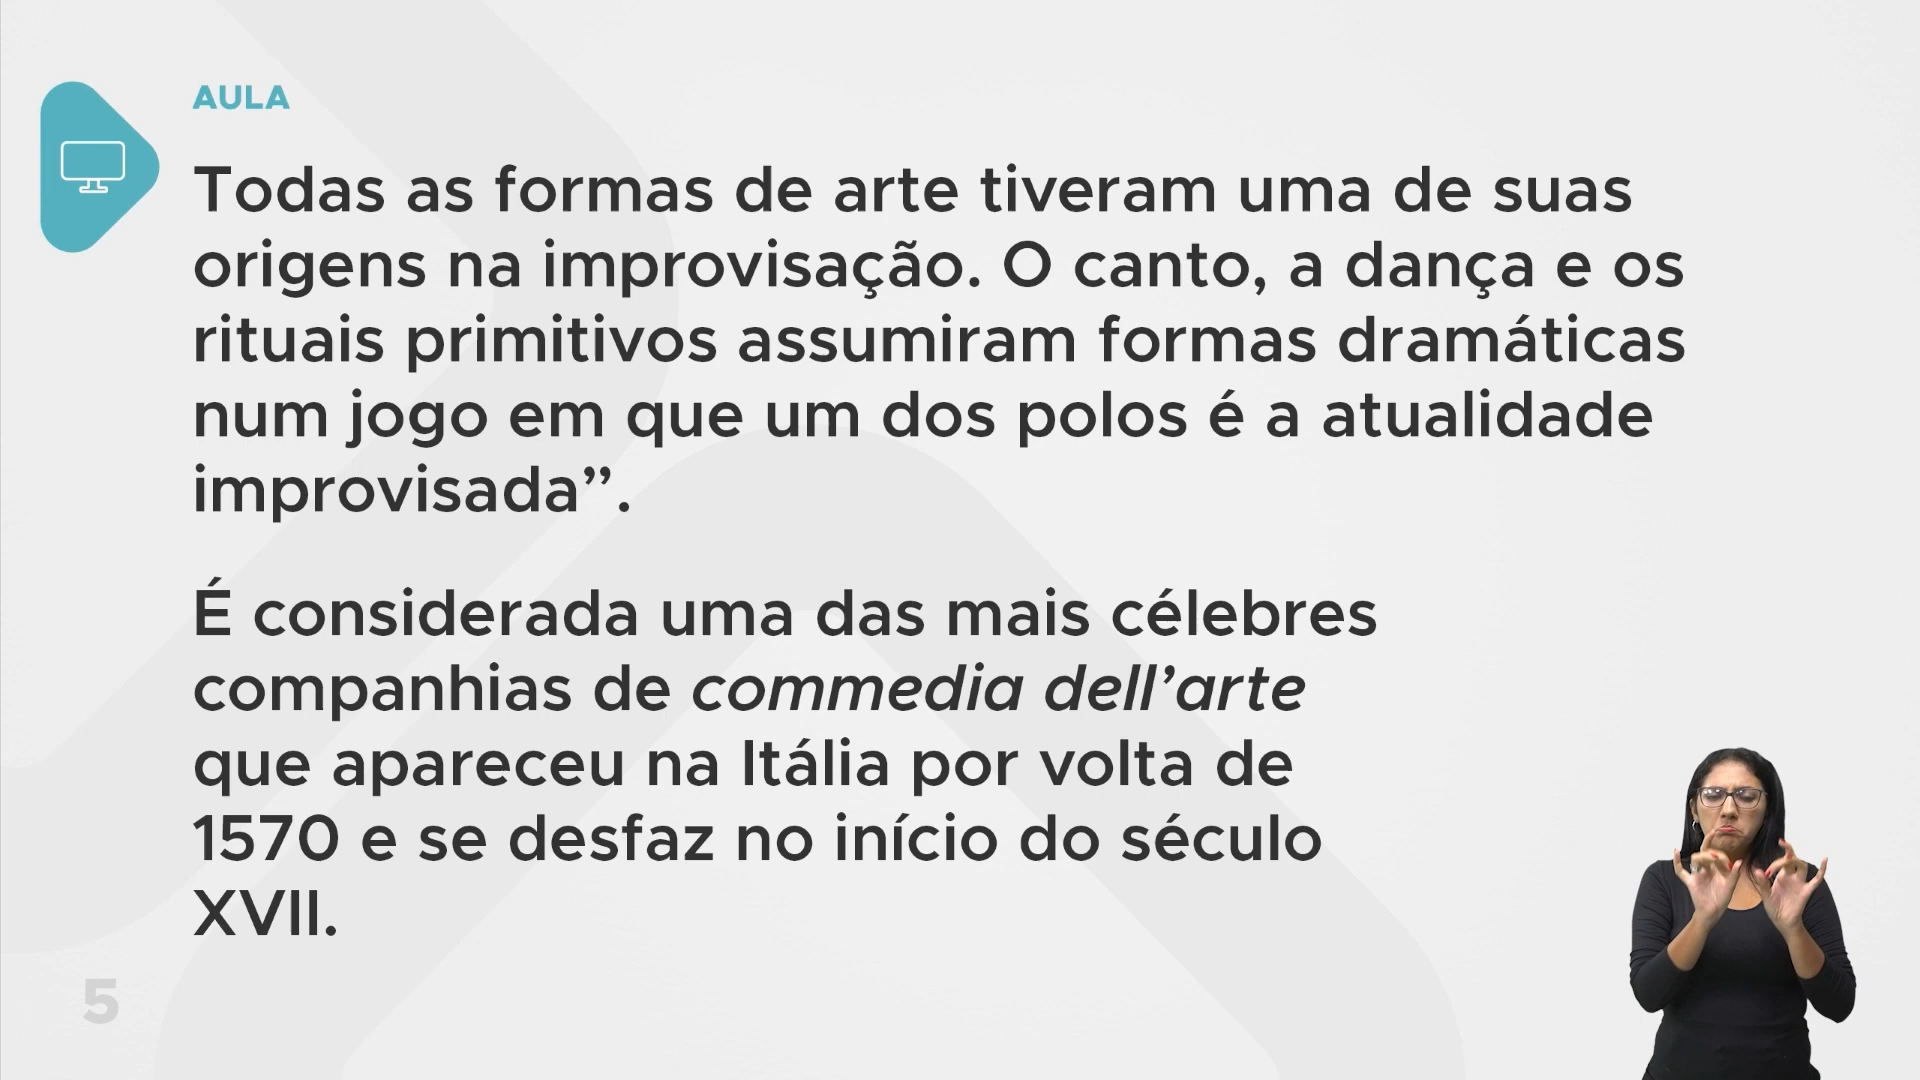 AULA
Todas as formas de arte tiveram uma de suas
origens na improvisação. O canto, a dança e os
rituais primitivos assumiram formas dramáticas
num jogo em que um dos polos é a atualidade
improvisada”.
É considerada uma das mais célebres
companhias de commedia dell’arte
que apareceu na Itália por volta de
1570 e se desfaz no início do século
XVII.
5